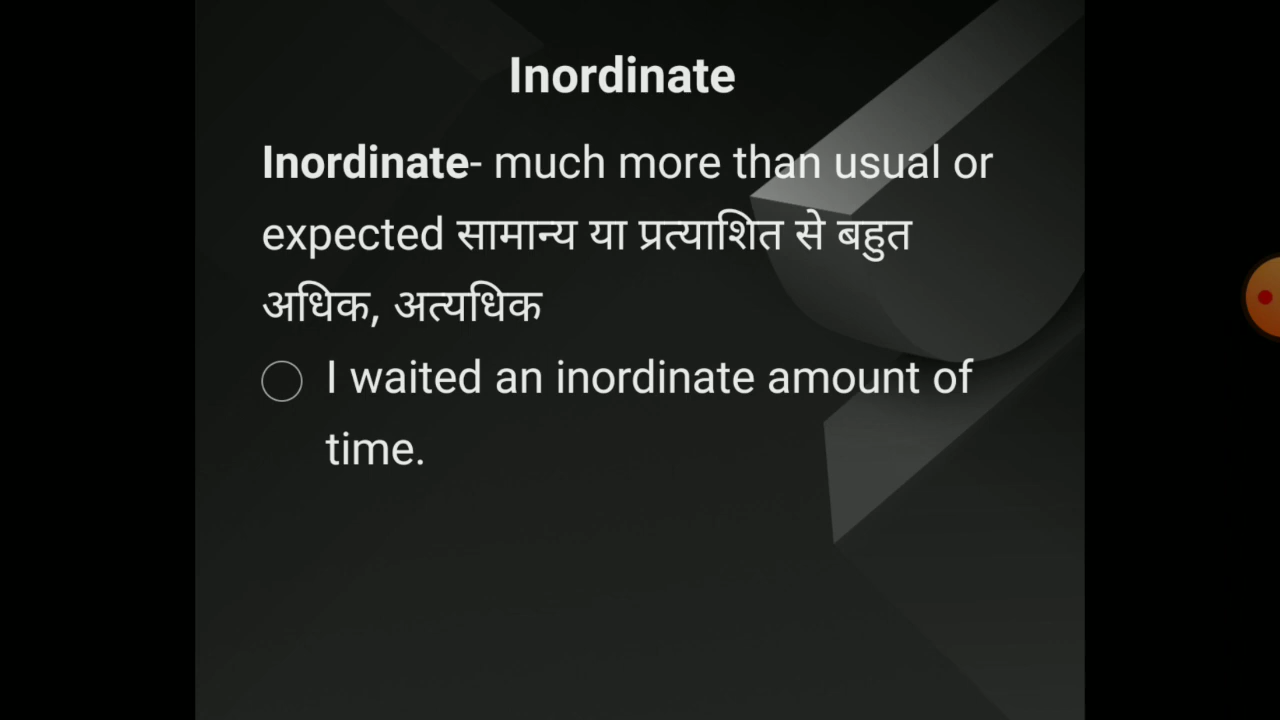 Inordinate
Inordinate- much more than usual or
expected सामान्य या प्रत्याशित से बहुत
अधिक, अत्यधिक
I waited an inordinate amount of
time.